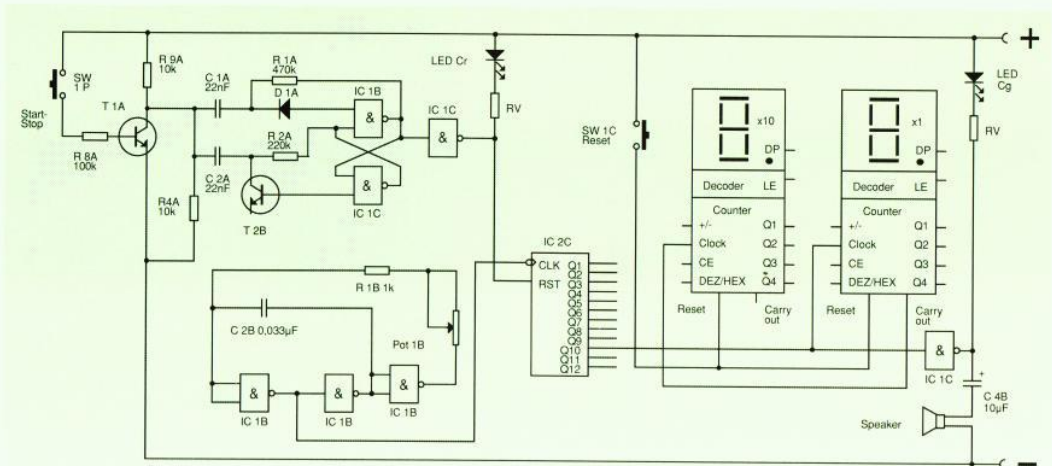 +
SW
1 P
Start-
Stop
R 9A
10k
T 1A
R 8A
100k
C 1A
22nF
R 1A
470k
D 1A
IC 1B
&
R 2A
220k
C 2A
22nF
R4A
10k
T 2B
&
IC 1C
IC 1C
&
LED Cr
RV
SW 1C
Reset
x10
DP
Decoder LE
Counter
+/- Q1
Clock Q2
CE Q3
DEZ/HEX Q4
Reset
Carry
out
x1
DP
Decoder LE
Counter
+/- Q1
Clock Q2
CE Q3
DEZ/HEX Q4
Reset
Carry
out
LED
Cg
RV
IC 2C
CLK
RST
Q1
Q2
Q3
Q4
Q5
Q6
Q7
Q8
Q9
Q10
Q11
Q12
R 1B 1k
C 2B 0,033µF
Pot 1B
&
IC 1B
&
IC 1B
&
IC 1B
&
IC 1C
+
C 4B
10µF
Speaker
−